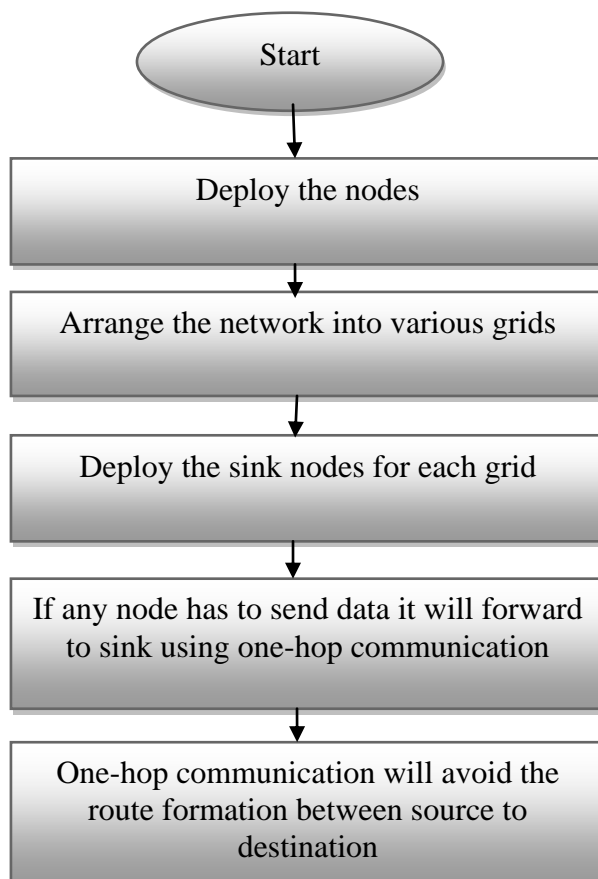 Start
Deploy the nodes
Arrange the network into various grids
Deploy the sink nodes for each grid
If any node has to send data it will forward
to sink using one-hop communication
One-hop communication will avoid the
route formation between source to
destination